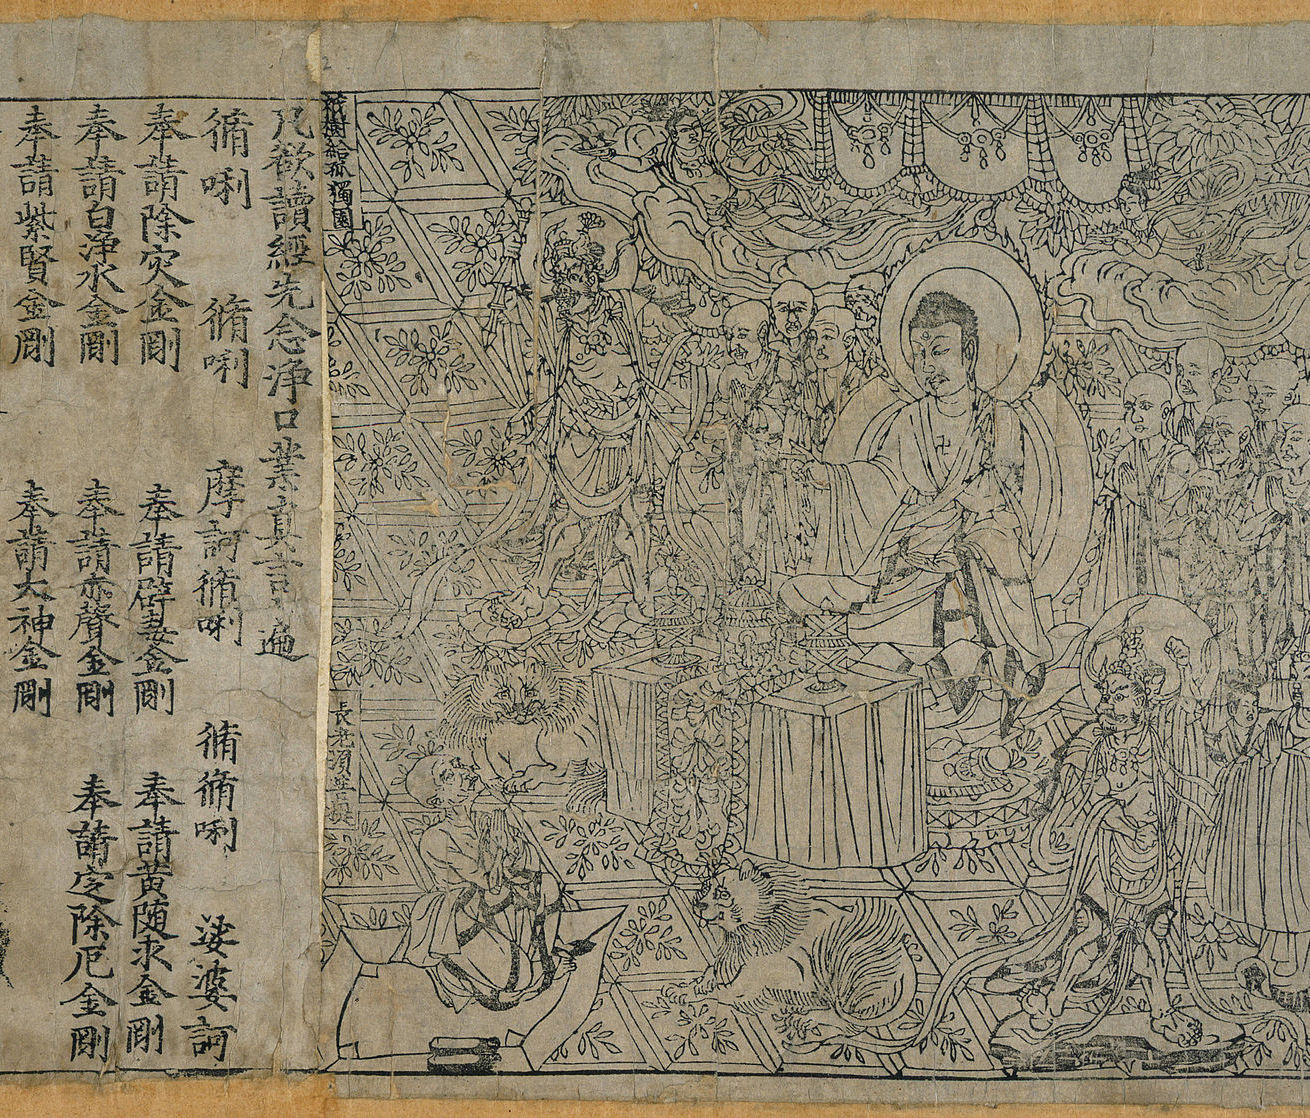 祇樹給孤獨園
長老須菩提
凡欲讀經先念淨口業真言一遍
脩唎 脩唎 摩訶脩唎 脩脩唎 娑婆訶
奉請除灾金剛 奉請辟毒金剛 奉請黄随求金剛
奉請白淨水金剛 奉請赤聲金剛 奉請定除厄金剛
奉請紫賢金剛 奉請大神金剛